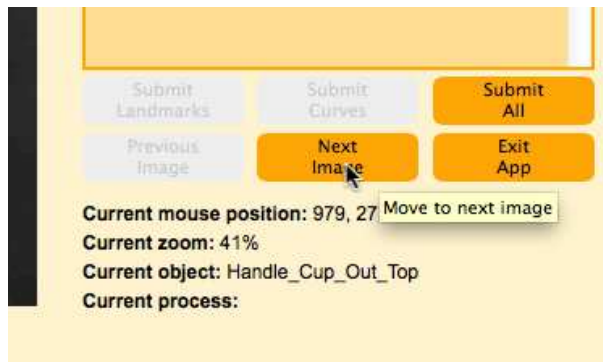 Submit Submit Submit
Landmarks Curves All
Previous Next Exit
Image Image App
Current mouse position: 979, 27
Move to next image
Current zoom: 41%
Current object: Handle_Cup_Out_Top
Current process: